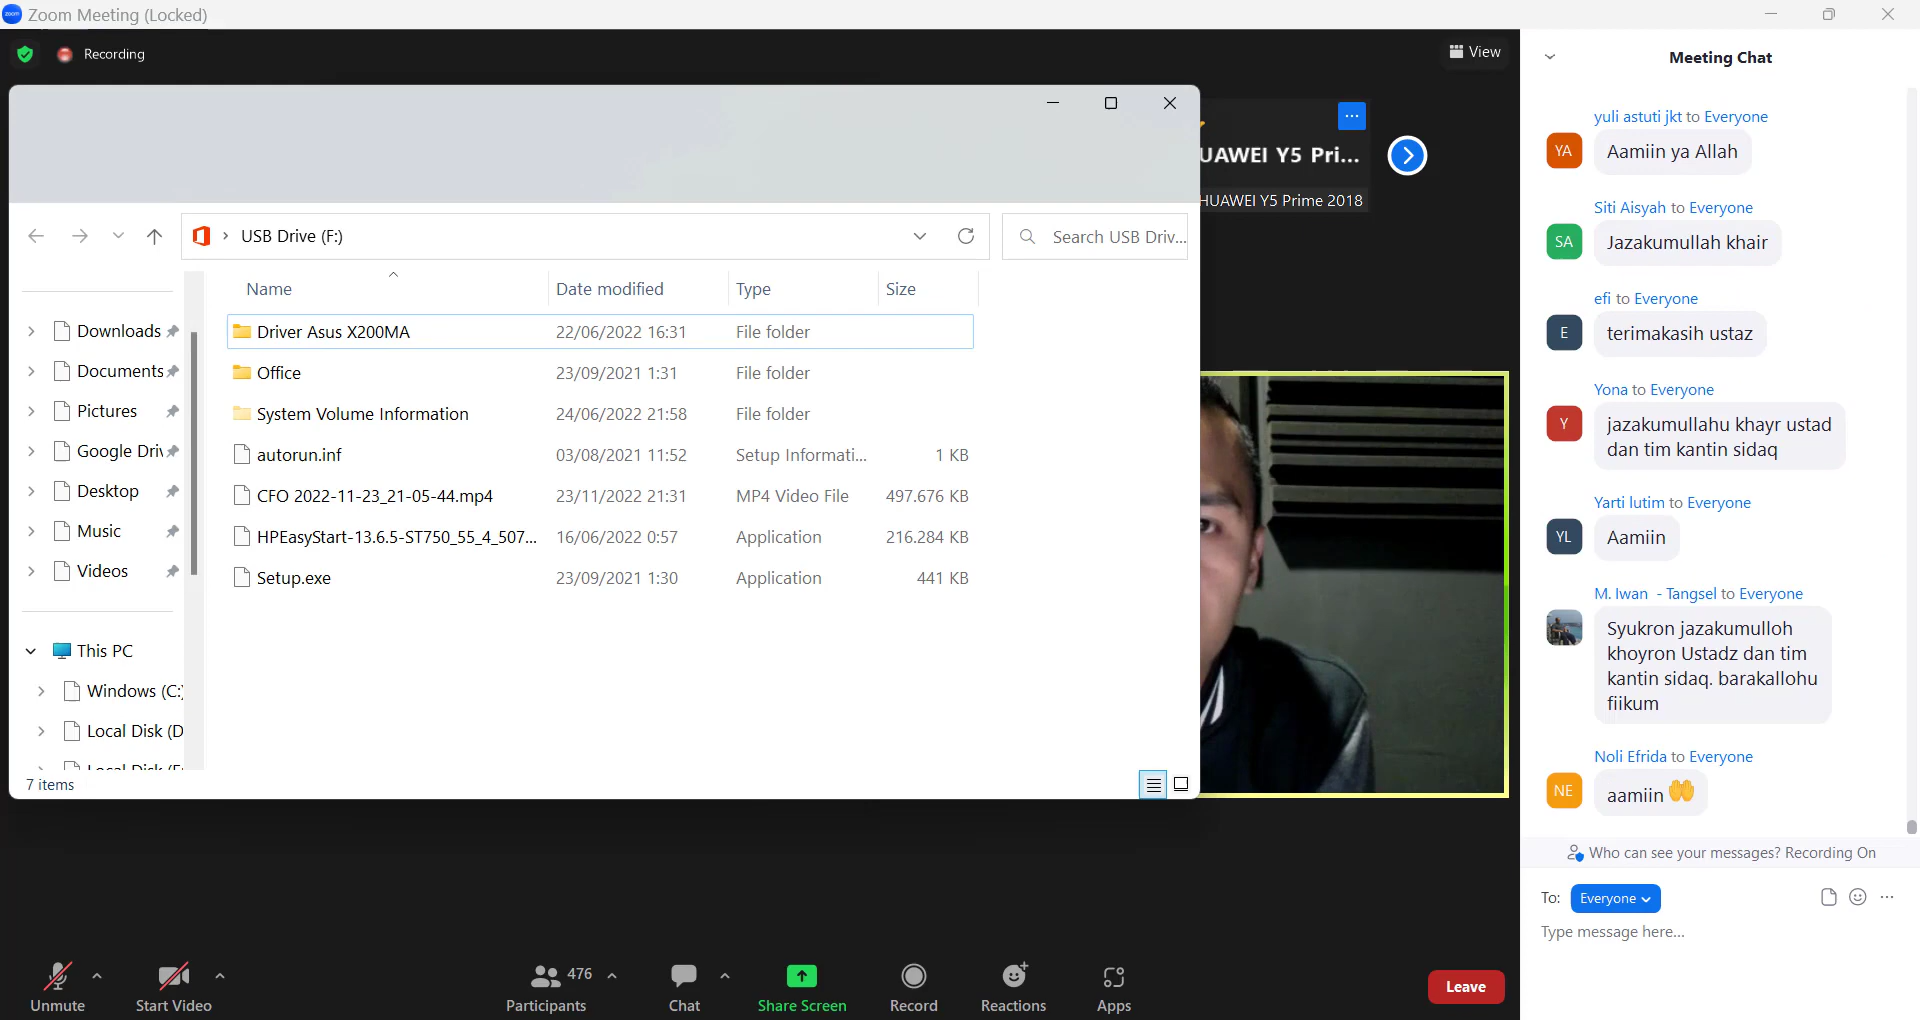 zoom Zoom Meeting (Locked)
Recording
View
UAWEI Y5 Pri...
HUAWEI Y5 Prime 2018
USB Drive (F:)
Search USB Driv...
Name Date modified Type Size
Driver Asus X200MA 22/06/2022 16:31 File folder
Office 23/09/2021 1:31 File folder
System Volume Information 24/06/2022 21:58 File folder
autorun.inf 03/08/2021 11:52 Setup Informati... 1 KB
CFO 2022-11-23_21-05-44.mp4 23/11/2022 21:31 MP4 Video File 497.676 KB
HPEasyStart-13.6.5-ST750_55_4_507... 16/06/2022 0:57 Application 216.284 KB
Setup.exe 23/09/2021 1:30 Application 441 KB
Downloads
Documents
Pictures
Google Driv
Desktop
Music
Videos
This PC
Windows (C:)
Local Disk (D
Local Disk (E:
7 items
Meeting Chat
yuli astuti jkt to Everyone
YA
Aamiin ya Allah
Siti Aisyah to Everyone
SA
Jazakumullah khair
efi to Everyone
E
terimakasih ustaz
Yona to Everyone
Y
jazakumullahu khayr ustad
dan tim kantin sidaq
Yarti lutim to Everyone
YL
Aamiin
M. Iwan - Tangsel to Everyone
Syukron jazakumulloh
khoyron Ustadz dan tim
kantin sidaq. barakallohu
fiikum
Noli Efrida to Everyone
NE
aamiin 🤲
Who can see your messages? Recording On
To: Everyone
Type message here...
Unmute
Start Video
476
Participants
Chat
Share Screen
Record
Reactions
Apps
Leave